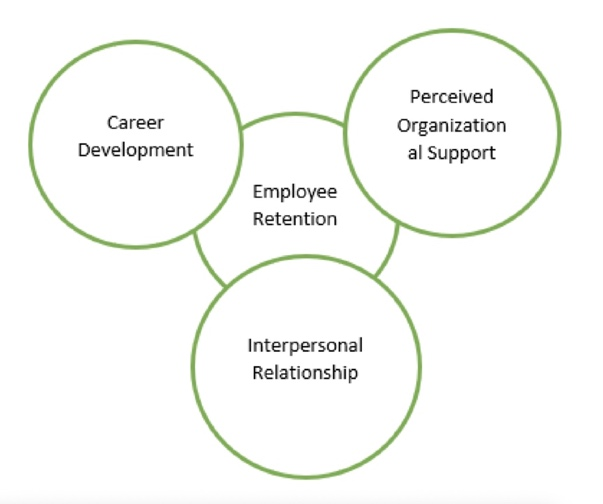 Career
Development
Perceived
Organization
al Support
Employee
Retention
Interpersonal
Relationship